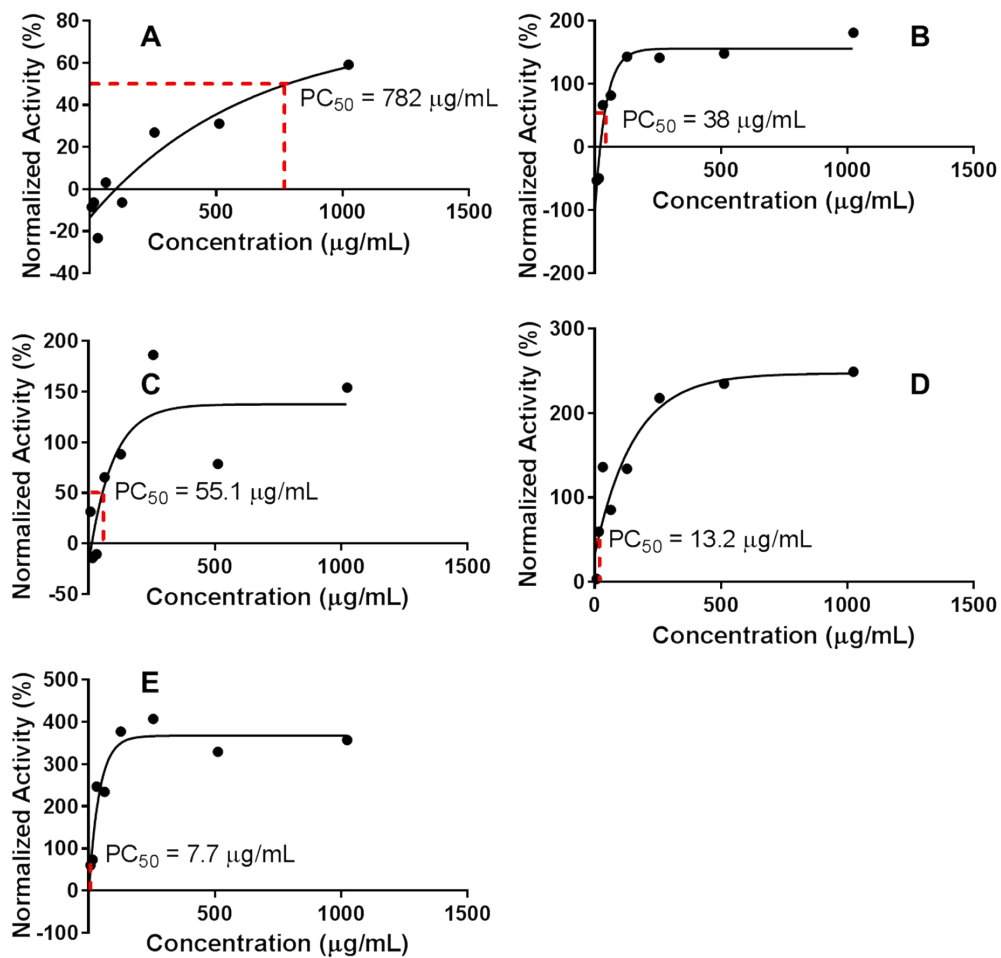 A
Normalized Activity (%)
80
60
40
20
0
-20
-40
500
1000
1500
PC50 = 782 μg/mL
Concentration (μg/mL)
B
Normalized Activity (%)
200
100
0
-100
-200
500
1000
1500
PC50 = 38 μg/mL
Concentration (μg/mL)
C
Normalized Activity (%)
200
150
100
50
0
-50
500
1000
1500
PC50 = 55.1 μg/mL
Concentration (μg/mL)
D
Normalized Activity (%)
300
200
100
0
0
500
1000
1500
PC50 = 13.2 μg/mL
Concentration (μg/mL)
E
Normalized Activity (%)
500
400
300
200
100
0
-100
500
1000
1500
PC50 = 7.7 μg/mL
Concentration (μg/mL)